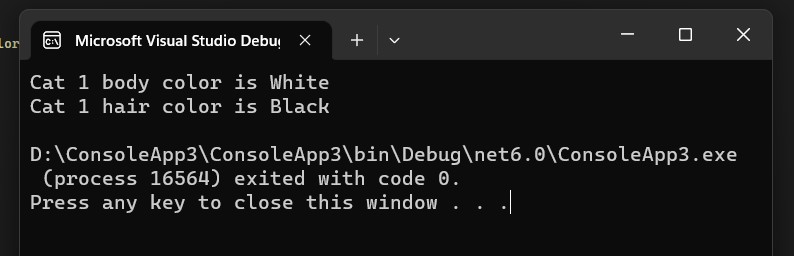 lor
Microsoft Visual Studio Debu
Cat 1 body color is White
Cat 1 hair color is Black
D:\ConsoleApp3\ConsoleApp3\bin\Debug\net6.0\ConsoleApp3.exe
(process 16564) exited with code 0.
Press any key to close this window . . .